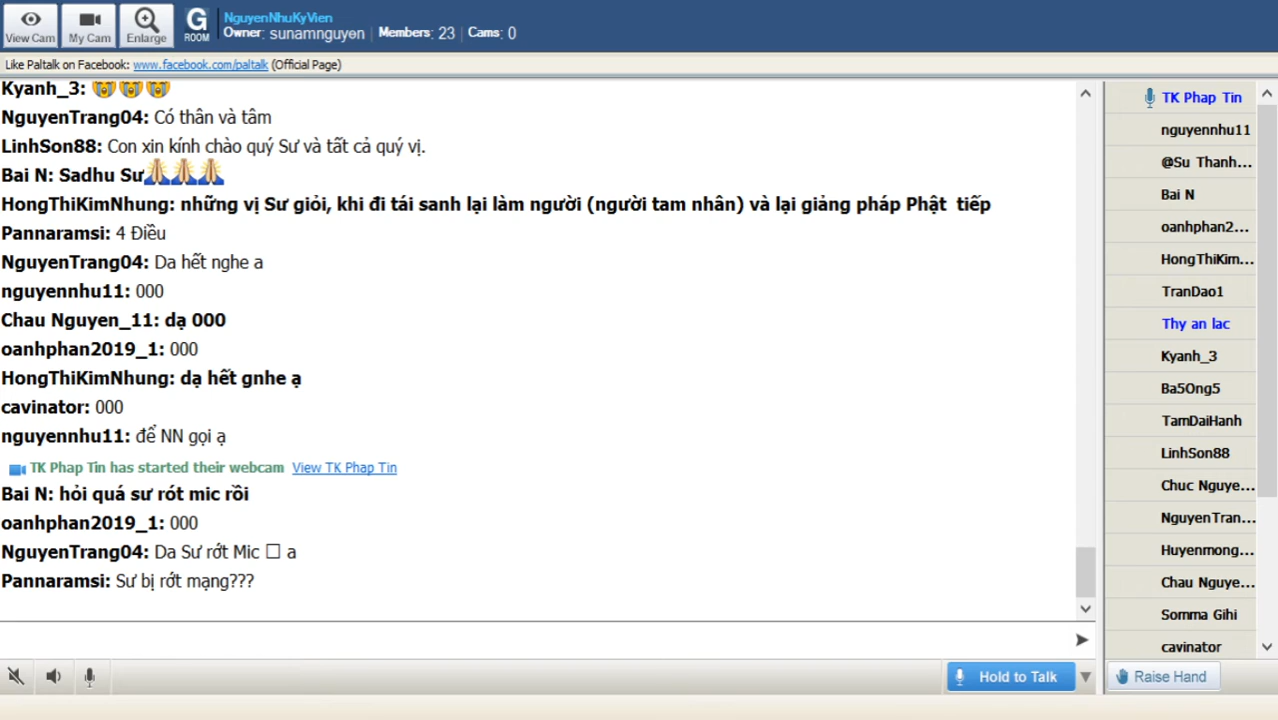 View Cam
My Cam
Enlarge
G
ROOM
NguyenNhuKyVien
Owner: sunamnguyen | Members: 23 | Cams: 0
Like Paltalk on Facebook: www.facebook.com/paltalk (Official Page)
Kyanh_3: 😭😭😭
NguyenTrang04: Có thân và tâm
LinhSon88: Con xin kính chào quý Sư và tất cả quý vị.
Bai N: Sadhu Sư🙏🙏🙏
HongThiKimNhung: những vị Sư giỏi, khi đi tái sanh lại làm người (người tam nhân) và lại giảng pháp Phật tiếp
Pannaramsi: 4 Điều
NguyenTrang04: Da hết nghe a
nguyennhu11: 000
Chau Nguyen_11: dạ 000
oanhphan2019_1: 000
HongThiKimNhung: dạ hết gnhe ạ
cavinator: 000
nguyennhu11: để NN gọi ạ
TK Phap Tin has started their webcam View TK Phap Tin
Bai N: hỏi quá sư rót mic rồi
oanhphan2019_1: 000
NguyenTrang04: Da Sư rớt Mic □ a
Pannaramsi: Sư bị rớt mạng???
Hold to Talk
TK Phap Tin
nguyennhu11
@Su Thanh...
Bai N
oanhphan2...
HongThiKim...
TranDao1
Thy an lac
Kyanh_3
Ba5Ong5
TamDaiHanh
LinhSon88
Chuc Nguye...
NguyenTran...
Huyenmong...
Chau Nguye...
Somma Gihi
cavinator
Raise Hand